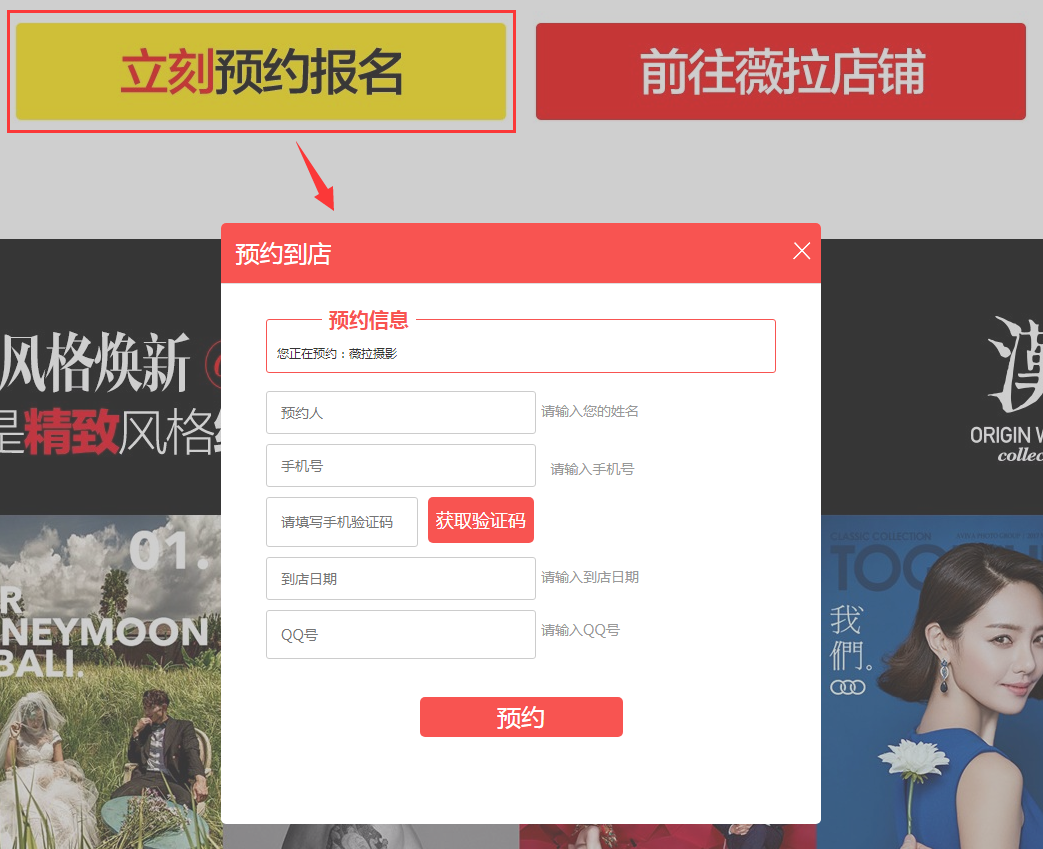 立刻预约报名
前往薇拉店铺
预约到店
预约信息
您正在预约：薇拉摄影
预约人
请输入您的姓名
手机号
请输入手机号
请填写手机验证码
获取验证码
到店日期
请输入到店日期
QQ号
请输入QQ号
预约
风格焕新
是精致风格
漢
ORIGIN
collec
01.
NEYMOON
BALI.
CLASSIC COLLECTION
我
們。